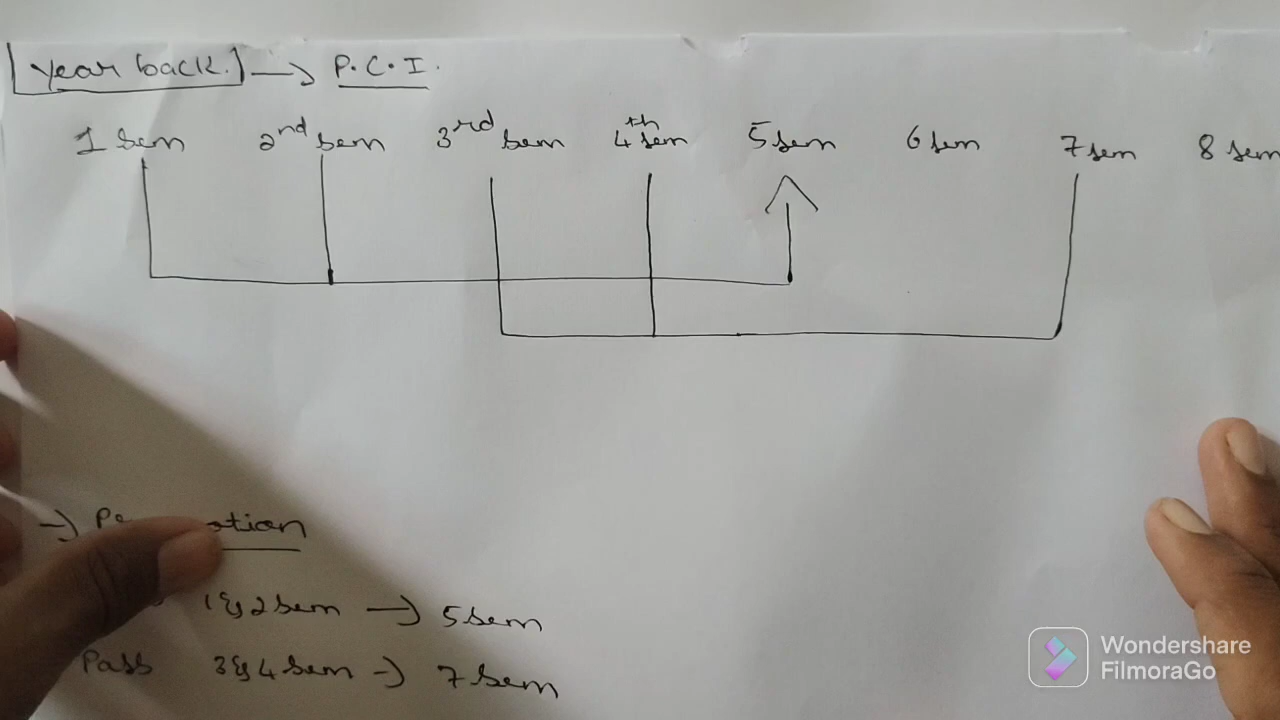 Year back. → P.C.I.
1 sem 2nd sem 3rd sem 4th sem 5 sem 6 sem 7 sem 8 sem
→
1 & 2 sem → 5 sem
Pass 3 & 4 sem → 7 sem
Wondershare
FilmoraGo